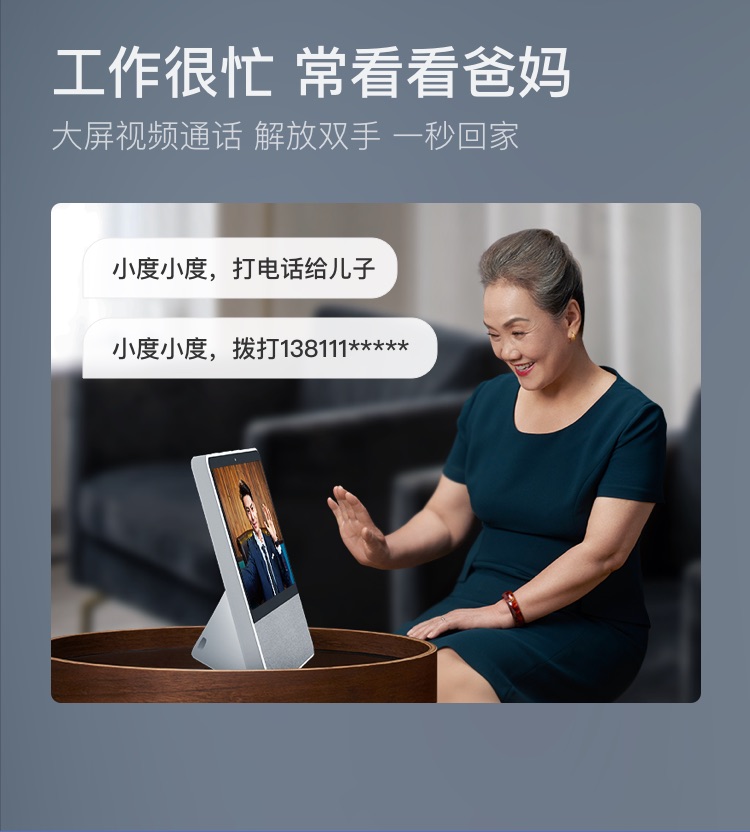 工作很忙 常看看爸妈
大屏视频通话 解放双手 一秒回家
小度小度，打电话给儿子
小度小度，拨打138111*****